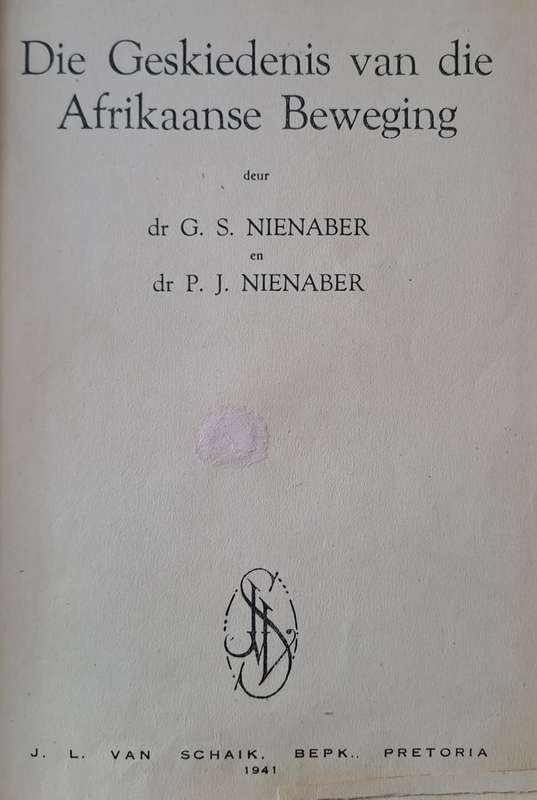 Die Geskiedenis van die
Afrikaanse Beweging
deur
dr G. S. NIENABER
en
dr P. J. NIENABER
J. L. VAN SCHAIK, BEPK., PRETORIA
1941